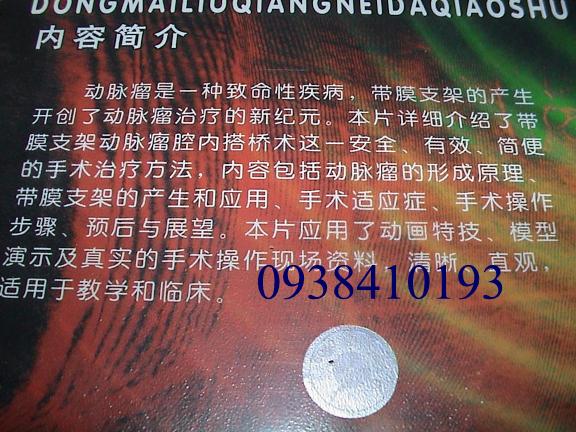 DONGMAILIUQIANGNEIDAQIAOSHU
内容简介
动脉瘤是一种致命性疾病，带膜支架的产生
开创了动脉瘤治疗的新纪元。本片详细介绍了带
膜支架动脉瘤腔内搭桥术这一安全、有效、简便
的手术治疗方法，内容包括动脉瘤的形成原理、
带膜支架的产生和应用、手术适应症、手术操作
步骤、预后与展望。本片应用了动画特技、模型
演示及真实的手术操作现场资料，清晰、直观，
适用于教学和临床。
0938410193